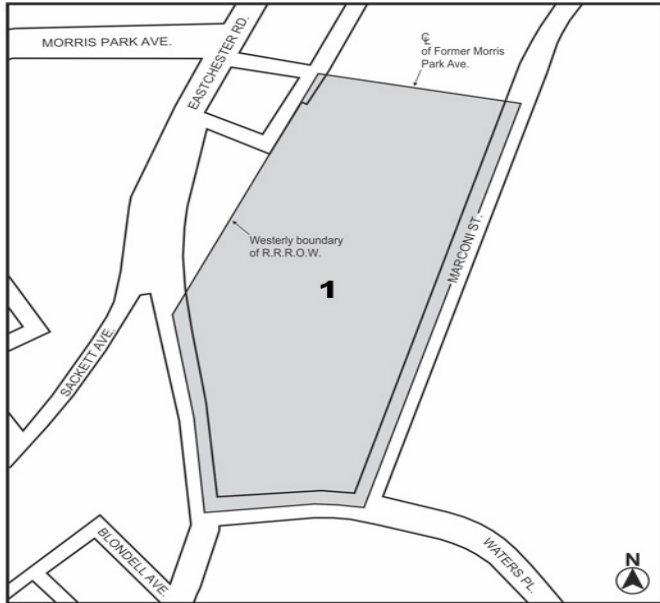 MORRIS PARK AVE.
EASTCHESTER RD.
℄
of Former Morris
Park Ave.
Westerly boundary
of R.R.R.O.W.
1
MARCONI ST.
SACKETT AVE.
BLONDELL AVE.
WATERS PL.
N